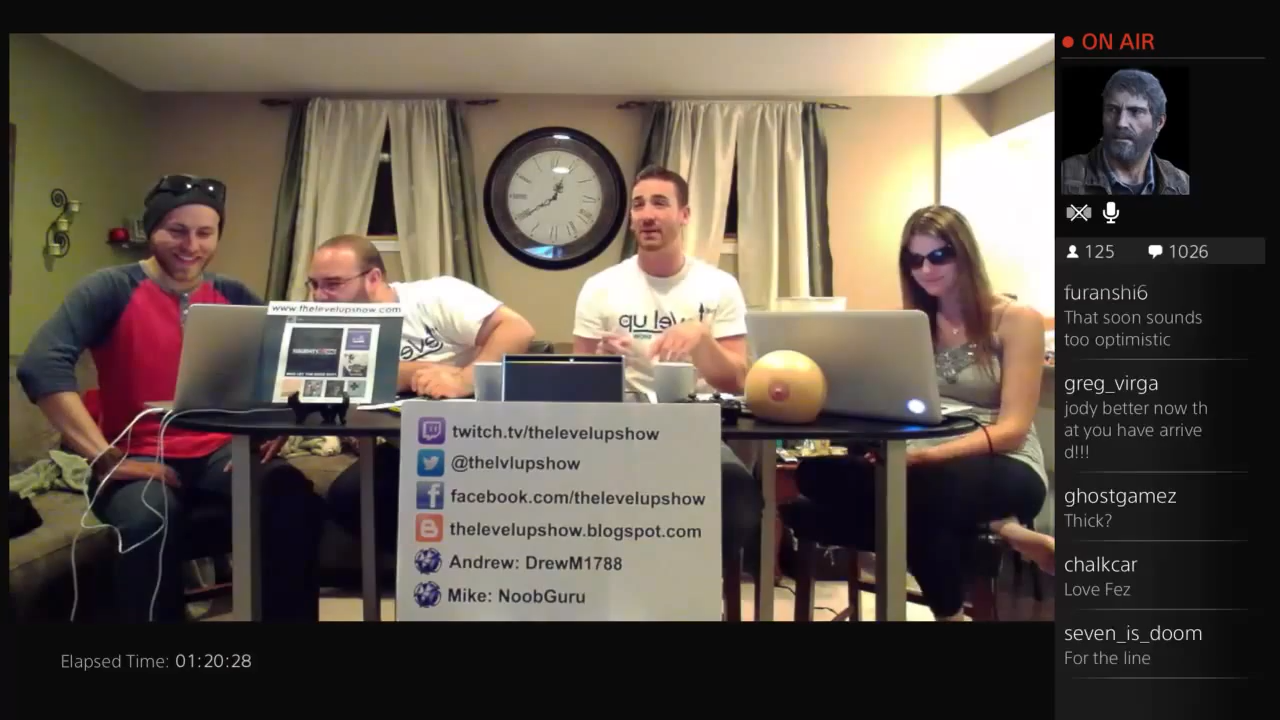 ON AIR
125 1026
furanshi6
That soon sounds
too optimistic
greg_virga
jody better now th
at you have arrive
d!!!
ghostgamez
Thick?
chalkcar
Love Fez
seven_is_doom
For the line
www.thelevelupshow.com
twitch.tv/thelevelupshow
@thelvlupshow
facebook.com/thelevelupshow
thelevelupshow.blogspot.com
Andrew: DrewM1788
Mike: NoobGuru
Elapsed Time: 01:20:28